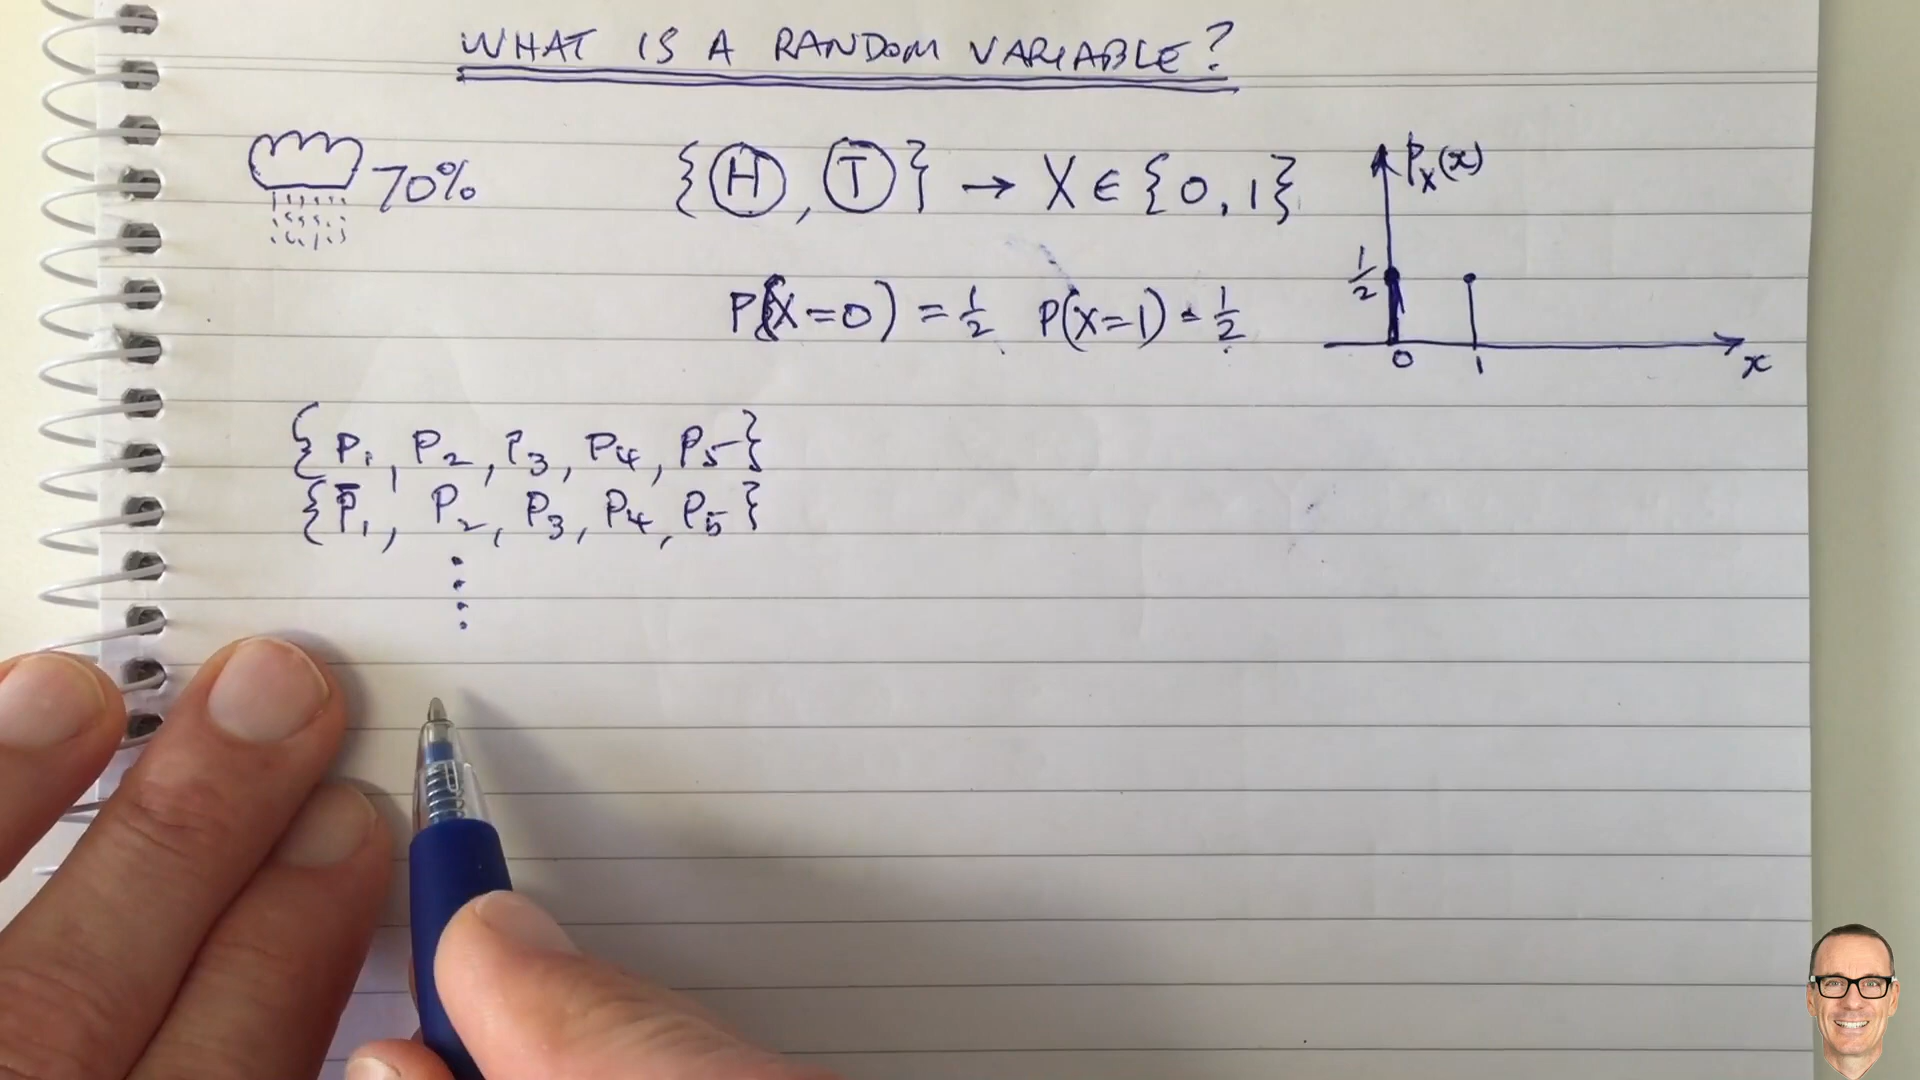 WHAT IS A RANDOM VARIABLE?
70%
{H, T} → X ∈ {0, 1}
P(X=0) = 1/2 P(X=1) = 1/2
P_X(x)
1/2
0 1 x
{P₁, P₂, P₃, P₄, P₅}
{P̄₁, P₂, P₃, P₄, P₅}
⋮